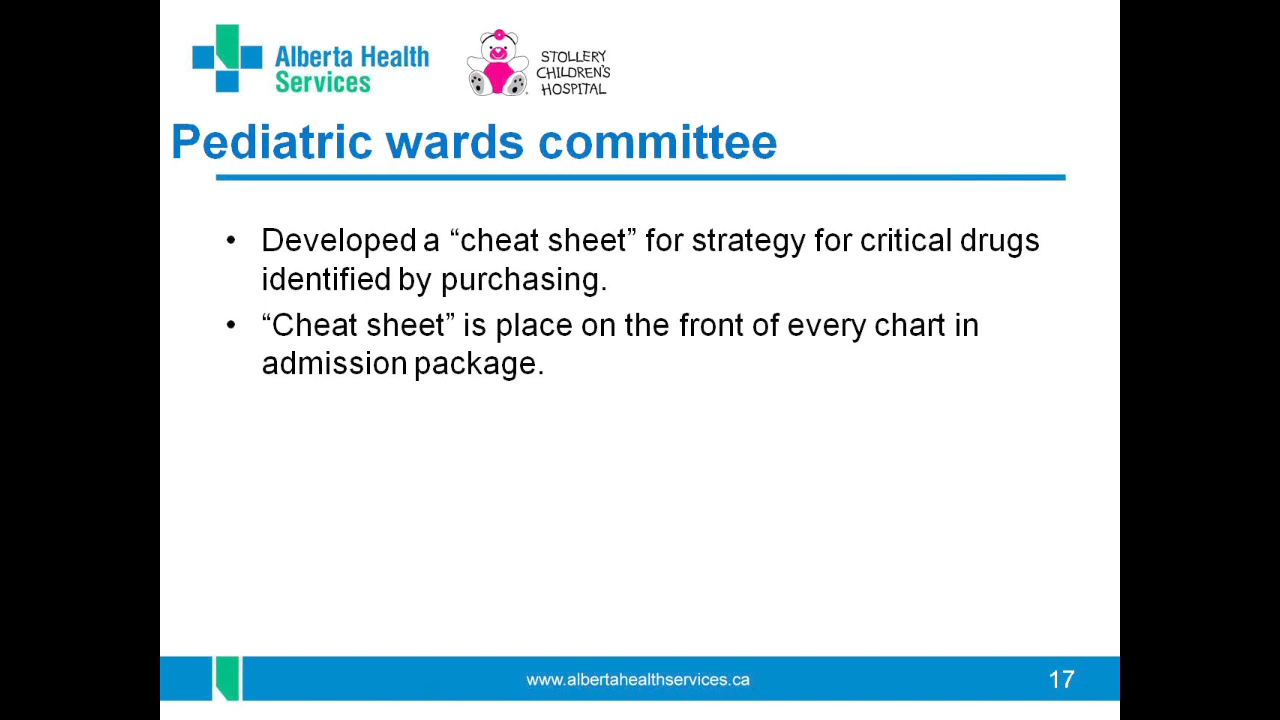 Alberta Health
Services
STOLLERY
CHILDREN'S
HOSPITAL
Pediatric wards committee
• Developed a “cheat sheet” for strategy for critical drugs
identified by purchasing.
• “Cheat sheet” is place on the front of every chart in
admission package.
www.albertahealthservices.ca
17